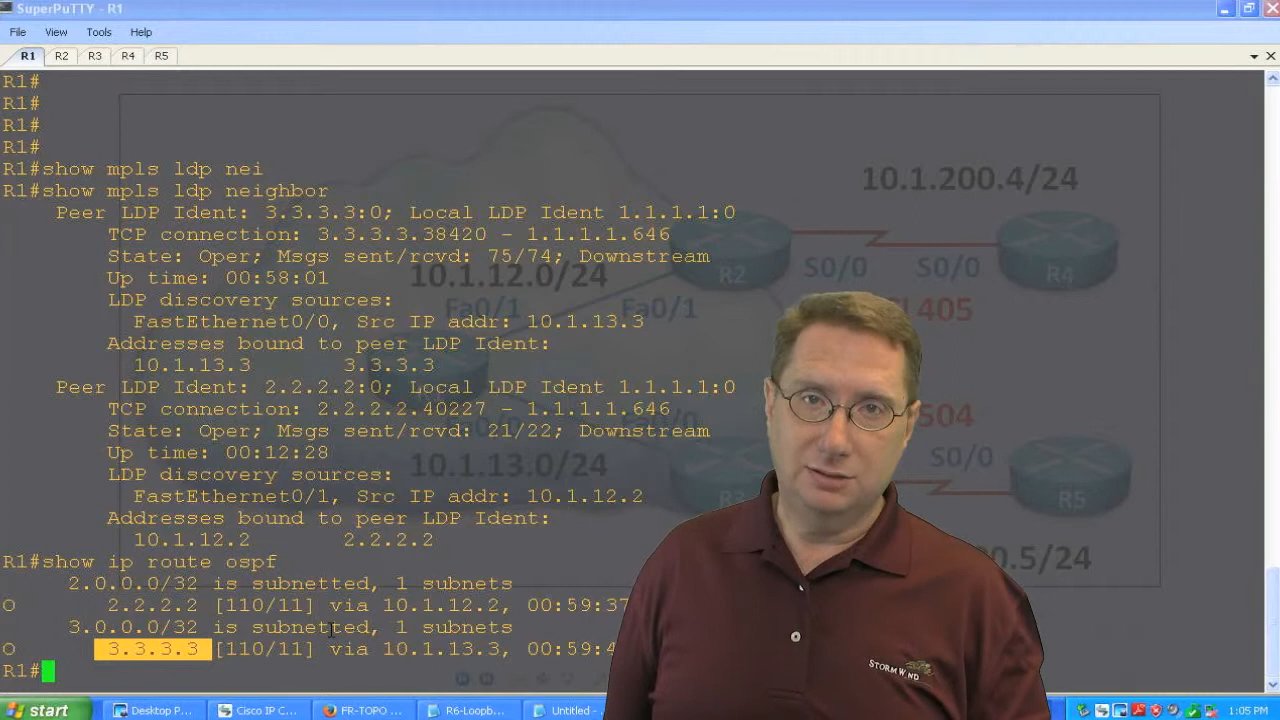 SuperPuTTY - R1
File View Tools Help
R1 R2 R3 R4 R5
R1#
R1#
R1#
R1#
R1#show mpls ldp nei
R1#show mpls ldp neighbor
Peer LDP Ident: 3.3.3.3:0; Local LDP Ident 1.1.1.1:0
TCP connection: 3.3.3.3.38420 - 1.1.1.1.646
State: Oper; Msgs sent/rcvd: 75/74; Downstream
Up time: 00:58:01
LDP discovery sources:
FastEthernet0/0, Src IP addr: 10.1.13.3
Addresses bound to peer LDP Ident:
10.1.13.3 3.3.3.3
Peer LDP Ident: 2.2.2.2:0; Local LDP Ident 1.1.1.1:0
TCP connection: 2.2.2.2.40227 - 1.1.1.1.646
State: Oper; Msgs sent/rcvd: 21/22; Downstream
Up time: 00:12:28
LDP discovery sources:
FastEthernet0/1, Src IP addr: 10.1.12.2
Addresses bound to peer LDP Ident:
10.1.12.2 2.2.2.2
R1#show ip route ospf
2.0.0.0/32 is subnetted, 1 subnets
O 2.2.2.2 [110/11] via 10.1.12.2, 00:59:37
3.0.0.0/32 is subnetted, 1 subnets
O 3.3.3.3 [110/11] via 10.1.13.3, 00:59:4
R1#
10.1.200.4/24
R2
S0/0
S0/0
R4
10.1.12.0/24
Fa0/1
Fa0/1
405
10.1.13.0/24
R3
504
S0/0
R5
00.5/24
STORMWIND
start
Desktop P...
Cisco IP C...
FR-TOPO ...
R6-Loopb...
Untitled - ...
1:05 PM